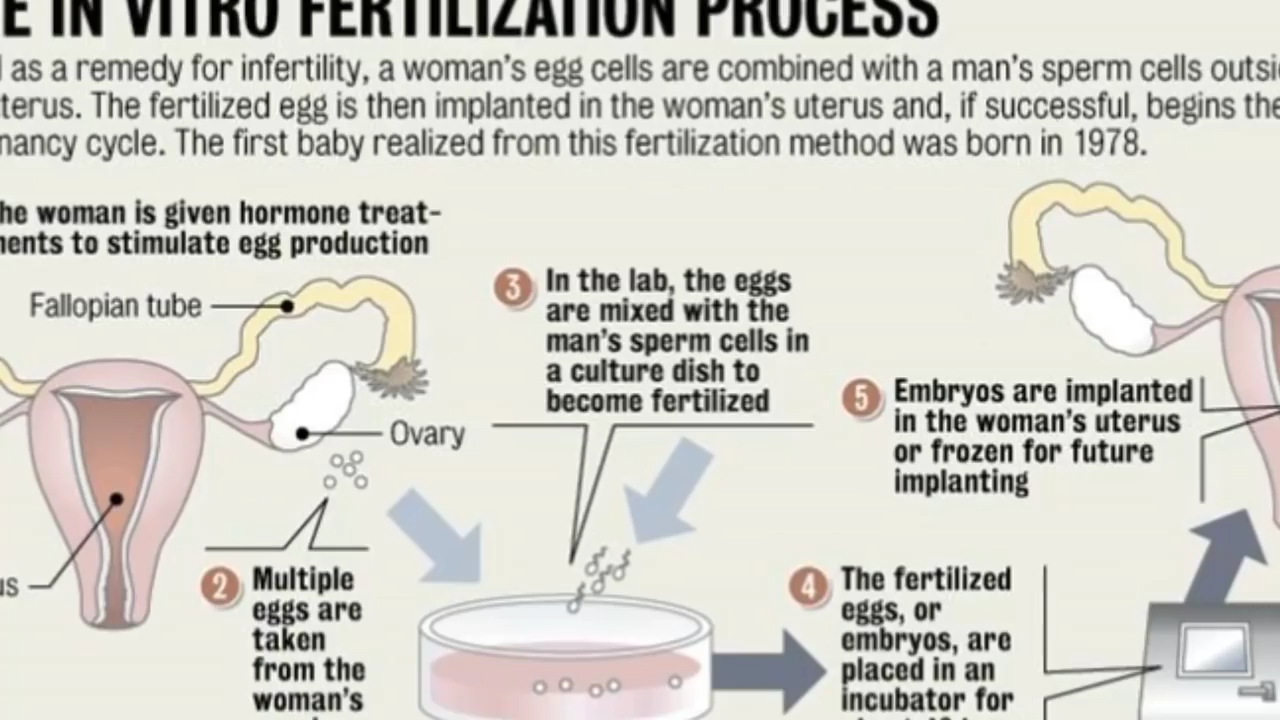 E IN VITRO FERTILIZATION PROCESS
as a remedy for infertility, a woman's egg cells are combined with a man's sperm cells outsi
terus. The fertilized egg is then implanted in the woman's uterus and, if successful, begins the
nancy cycle. The first baby realized from this fertilization method was born in 1978.
he woman is given hormone treat-
ments to stimulate egg production
Fallopian tube
Ovary
us
2 Multiple
eggs are
taken
from the
woman's
3 In the lab, the eggs
are mixed with the
man's sperm cells in
a culture dish to
become fertilized
4 The fertilized
eggs, or
embryos, are
placed in an
incubator for
5 Embryos are implanted
in the woman's uterus
or frozen for future
implanting